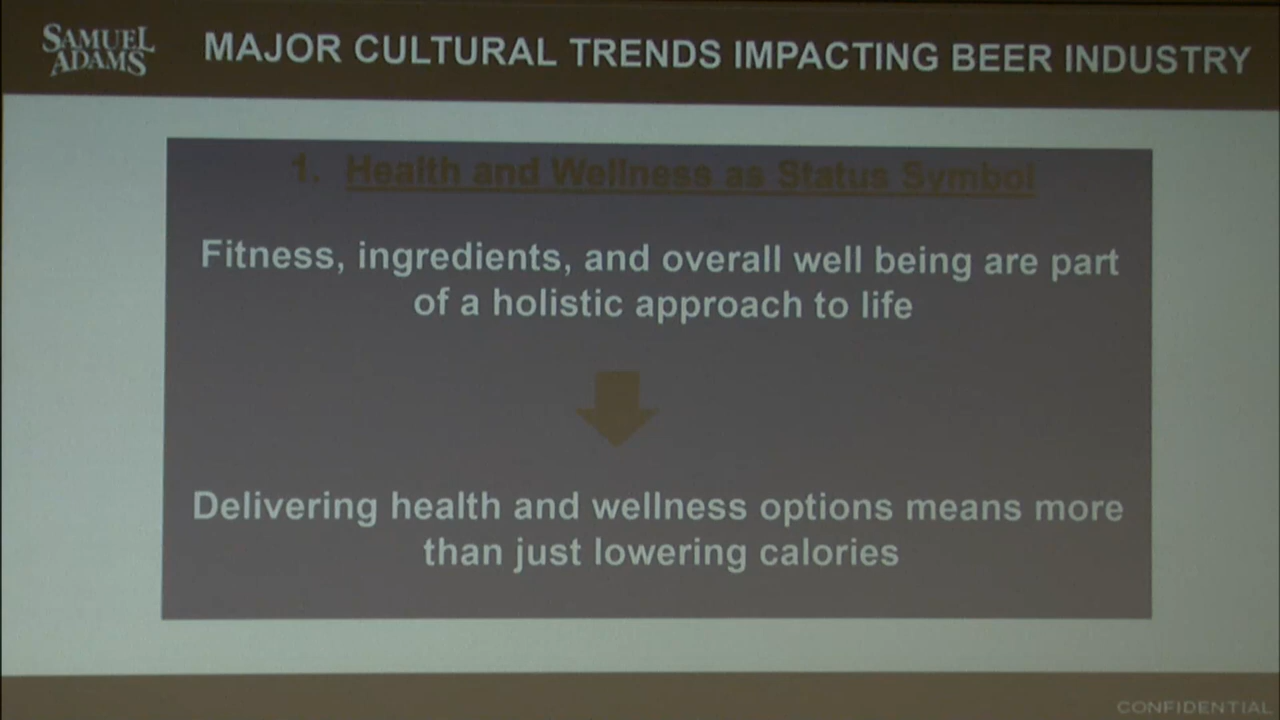 SAMUEL
ADAMS
MAJOR CULTURAL TRENDS IMPACTING BEER INDUSTRY
1. Health and Wellness as Status Symbol
Fitness, ingredients, and overall well being are part
of a holistic approach to life
Delivering health and wellness options means more
than just lowering calories
CONFIDENTIAL